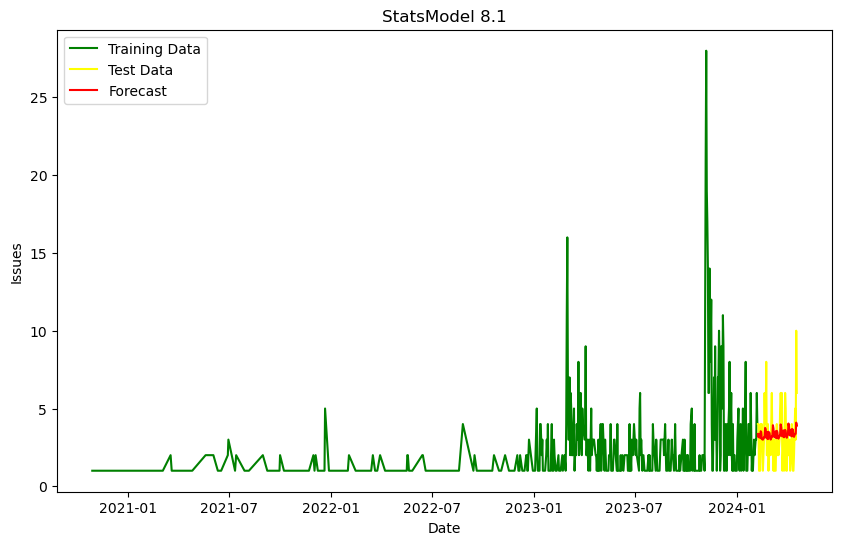 StatsModel 8.1
Training Data
Test Data
Forecast
Issues
25
20
15
10
5
0
2021-01 2021-07 2022-01 2022-07 2023-01 2023-07 2024-01
Date